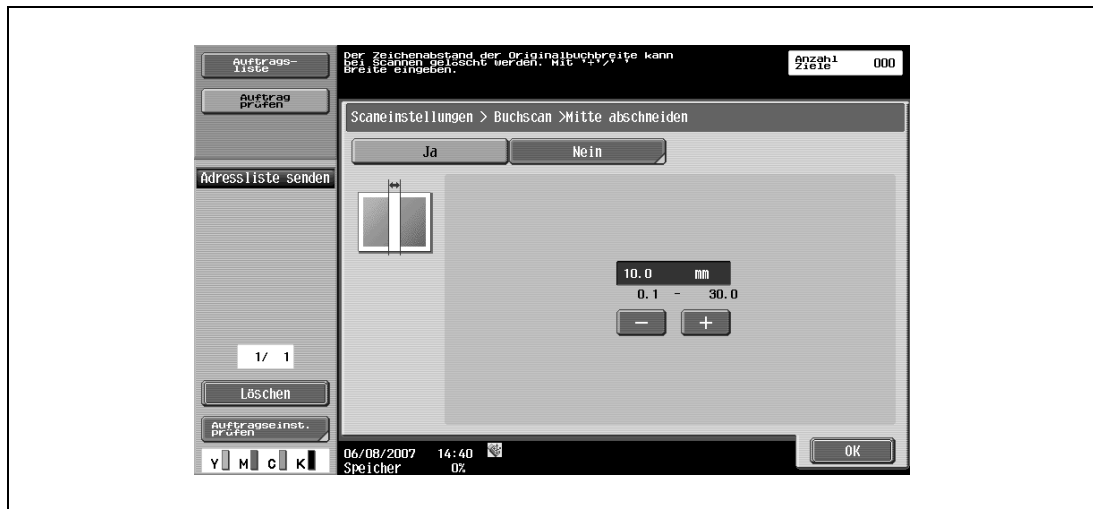 Auftrags-
liste
Auftrag
prüfen
Adressliste senden
1/ 1
Löschen
Auftragseinst.
prüfen
Y M C K
Der Zeichenabstand der Originalbuchbreite kann
bei Scannen gelöscht werden. Mit '+'/' '
Breite eingeben.
Anzahl
Ziele 000
Scaneinstellungen > Buchscan >Mitte abschneiden
Ja Nein
10.0 mm
0.1 - 30.0
− +
06/08/2007 14:40
Speicher 0%
OK